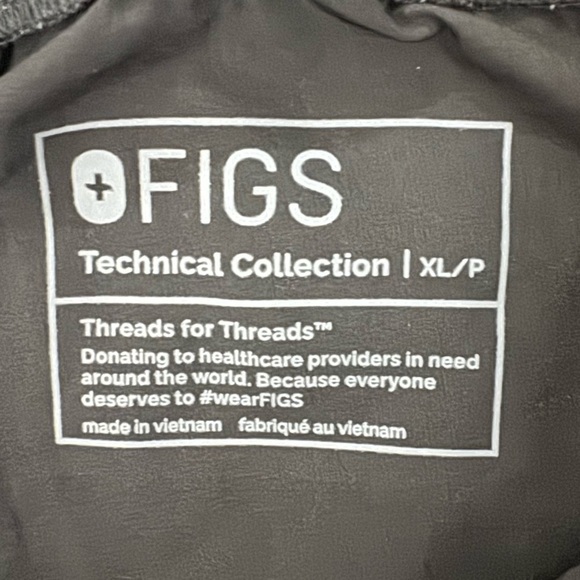 FIGS
Technical Collection | XL/P
Threads for Threads™
Donating to healthcare providers in need
around the world. Because everyone
deserves to #wearFIGS
made in vietnam fabriqué au vietnam